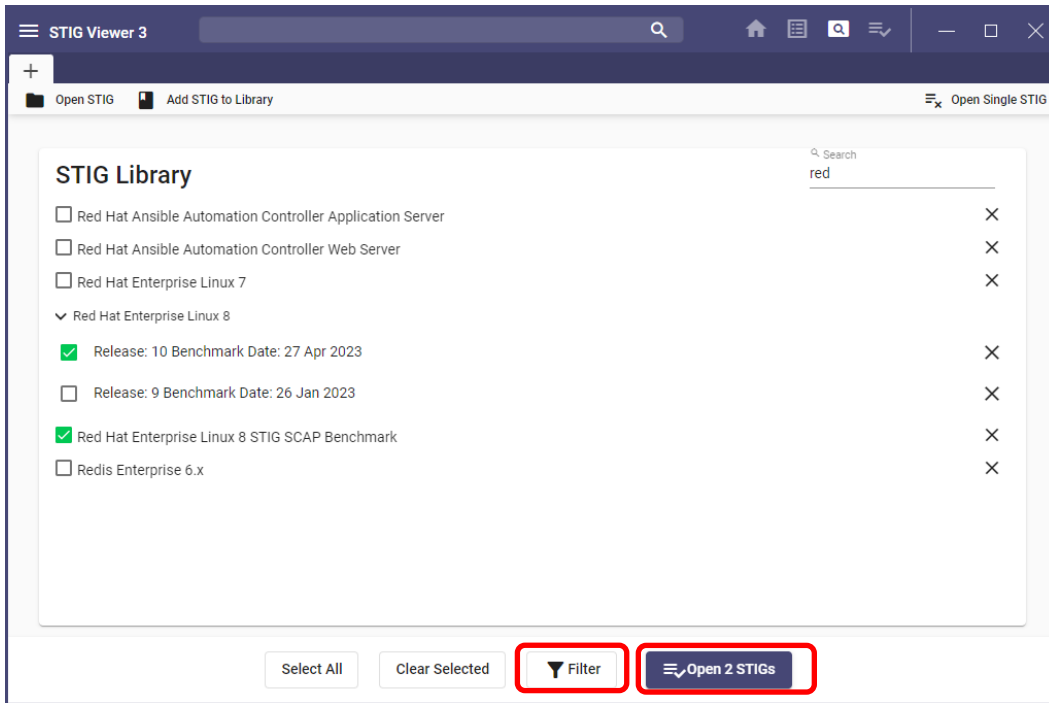 STIG Viewer 3
Open STIG Add STIG to Library Open Single STIG
Search
STIG Library red
Red Hat Ansible Automation Controller Application Server
Red Hat Ansible Automation Controller Web Server
Red Hat Enterprise Linux 7
Red Hat Enterprise Linux 8
Release: 10 Benchmark Date: 27 Apr 2023
Release: 9 Benchmark Date: 26 Jan 2023
Red Hat Enterprise Linux 8 STIG SCAP Benchmark
Redis Enterprise 6.x
Select All Clear Selected Filter Open 2 STIGs